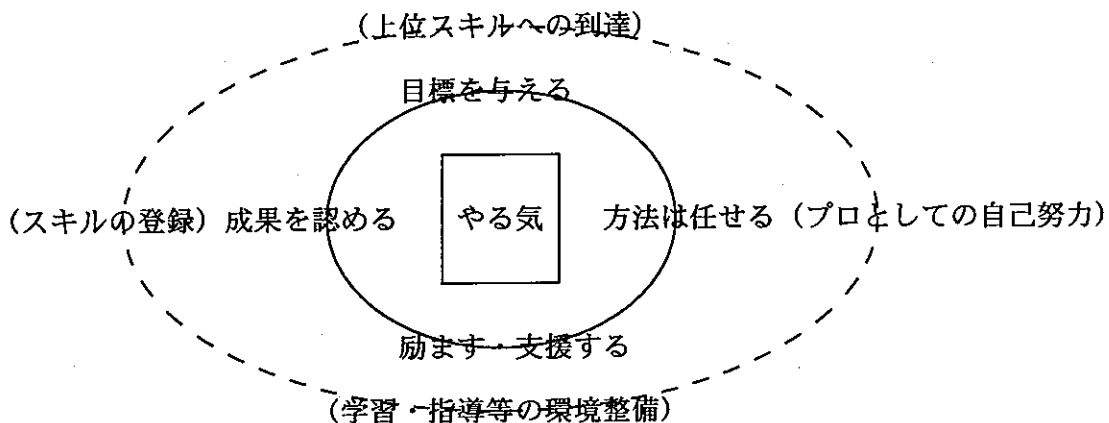 (上位スキルへの到達)
目標を与える
(スキルの登録) 成果を認める やる気 方法は任せる (プロとしての自己努力)
励ます・支援する
(学習・指導等の環境整備)